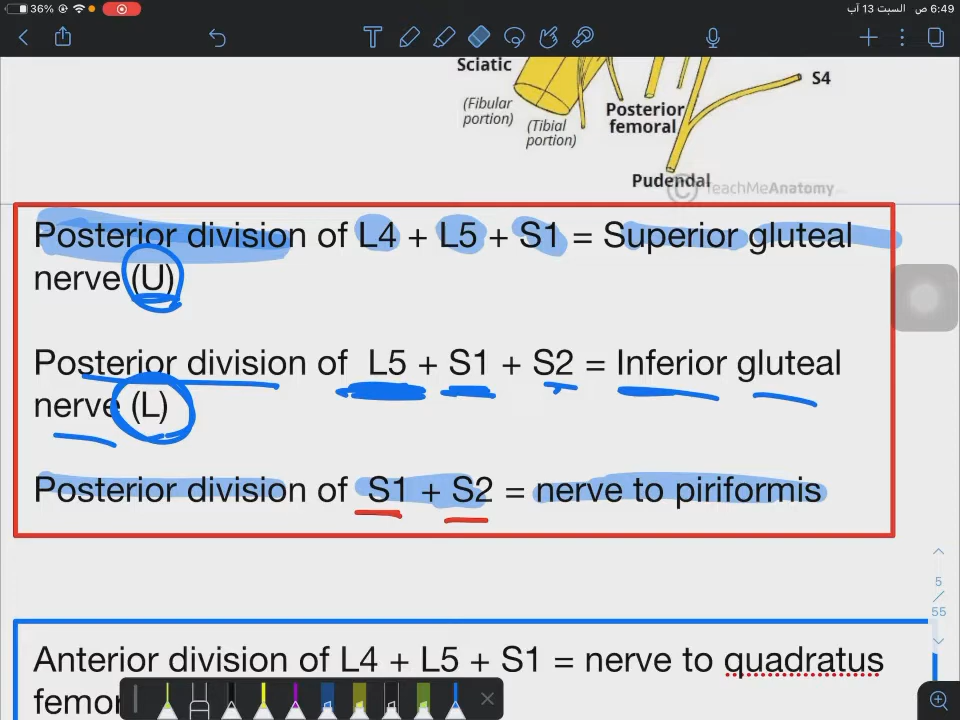 36%
6:49 ص السبت 13 آب
Sciatic
(Fibular
portion)
(Tibial
portion)
Posterior
femoral
S4
Pudendal
© TeachMeAnatomy
Posterior division of L4 + L5 + S1 = Superior gluteal
nerve (U)
Posterior division of L5 + S1 + S2 = Inferior gluteal
nerve (L)
Posterior division of S1 + S2 = nerve to piriformis
5
/
55
Anterior division of L4 + L5 + S1 = nerve to quadratus